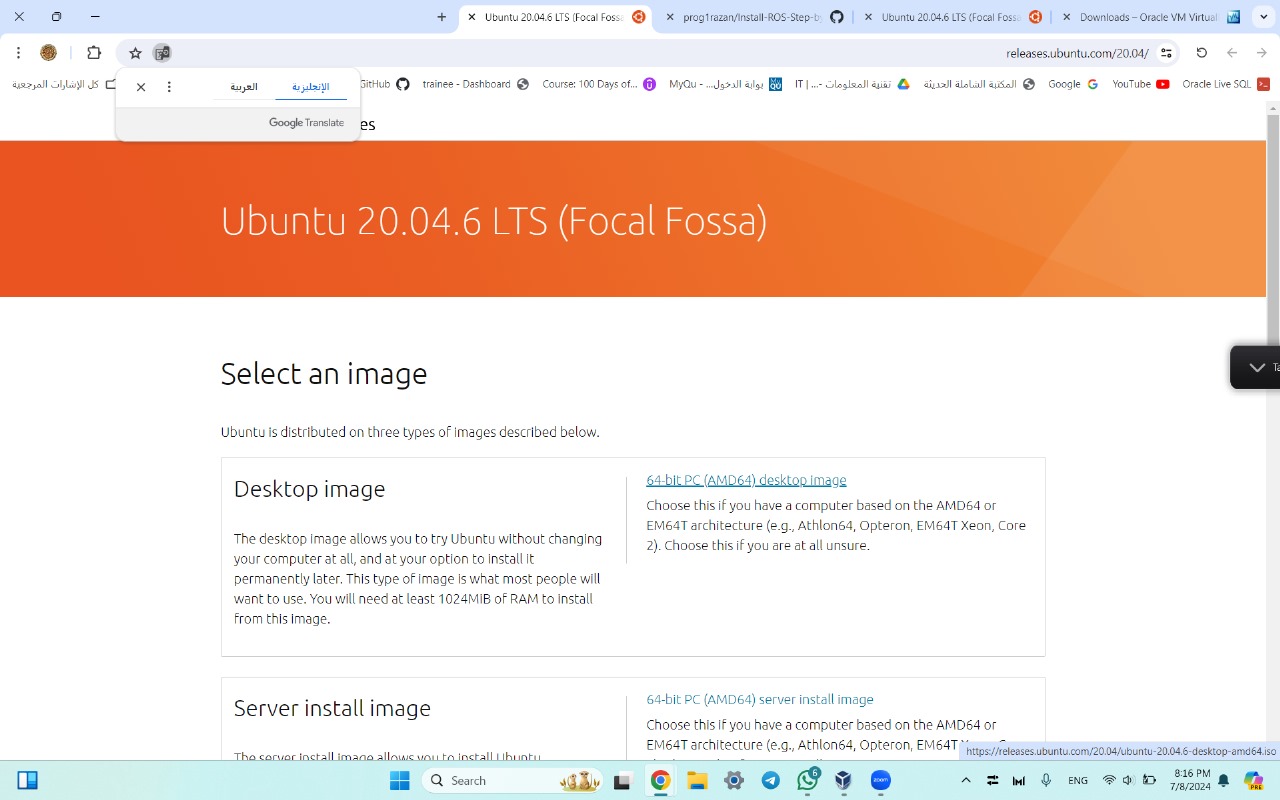 Ubuntu 20.04.6 LTS (Focal Fossa
prog1razan/Install-ROS-Step-by
Ubuntu 20.04.6 LTS (Focal Fossa
Downloads – Oracle VM Virtual
releases.ubuntu.com/20.04/
كل الإشارات المرجعية
GitHub
trainee - Dashboard
Course: 100 Days of...
MyQu -بوابة الدخول...
IT | -تقنية المعلومات...
المكتبة الشاملة الحديثة
Google
YouTube
Oracle Live SQL
العربية
الإنجليزية
Google Translate
es
Ubuntu 20.04.6 LTS (Focal Fossa)
Select an image
Ubuntu is distributed on three types of images described below.
Desktop image
The desktop image allows you to try Ubuntu without changing
your computer at all, and at your option to install it
permanently later. This type of image is what most people will
want to use. You will need at least 1024MiB of RAM to install
from this image.
64-bit PC (AMD64) desktop image
Choose this if you have a computer based on the AMD64 or
EM64T architecture (e.g., Athlon64, Opteron, EM64T Xeon, Core
2). Choose this if you are at all unsure.
Ta
Server install image
The server install image allows you to install Ubuntu
64-bit PC (AMD64) server install image
Choose this if you have a computer based on the AMD64 or
EM64T architecture (e.g., Athlon64, Opteron, EM64T Xeon, C
https://releases.ubuntu.com/20.04/ubuntu-20.04.6-desktop-amd64.iso
Search
6
zoom
ENG
8:16 PM
7/8/2024
PRE